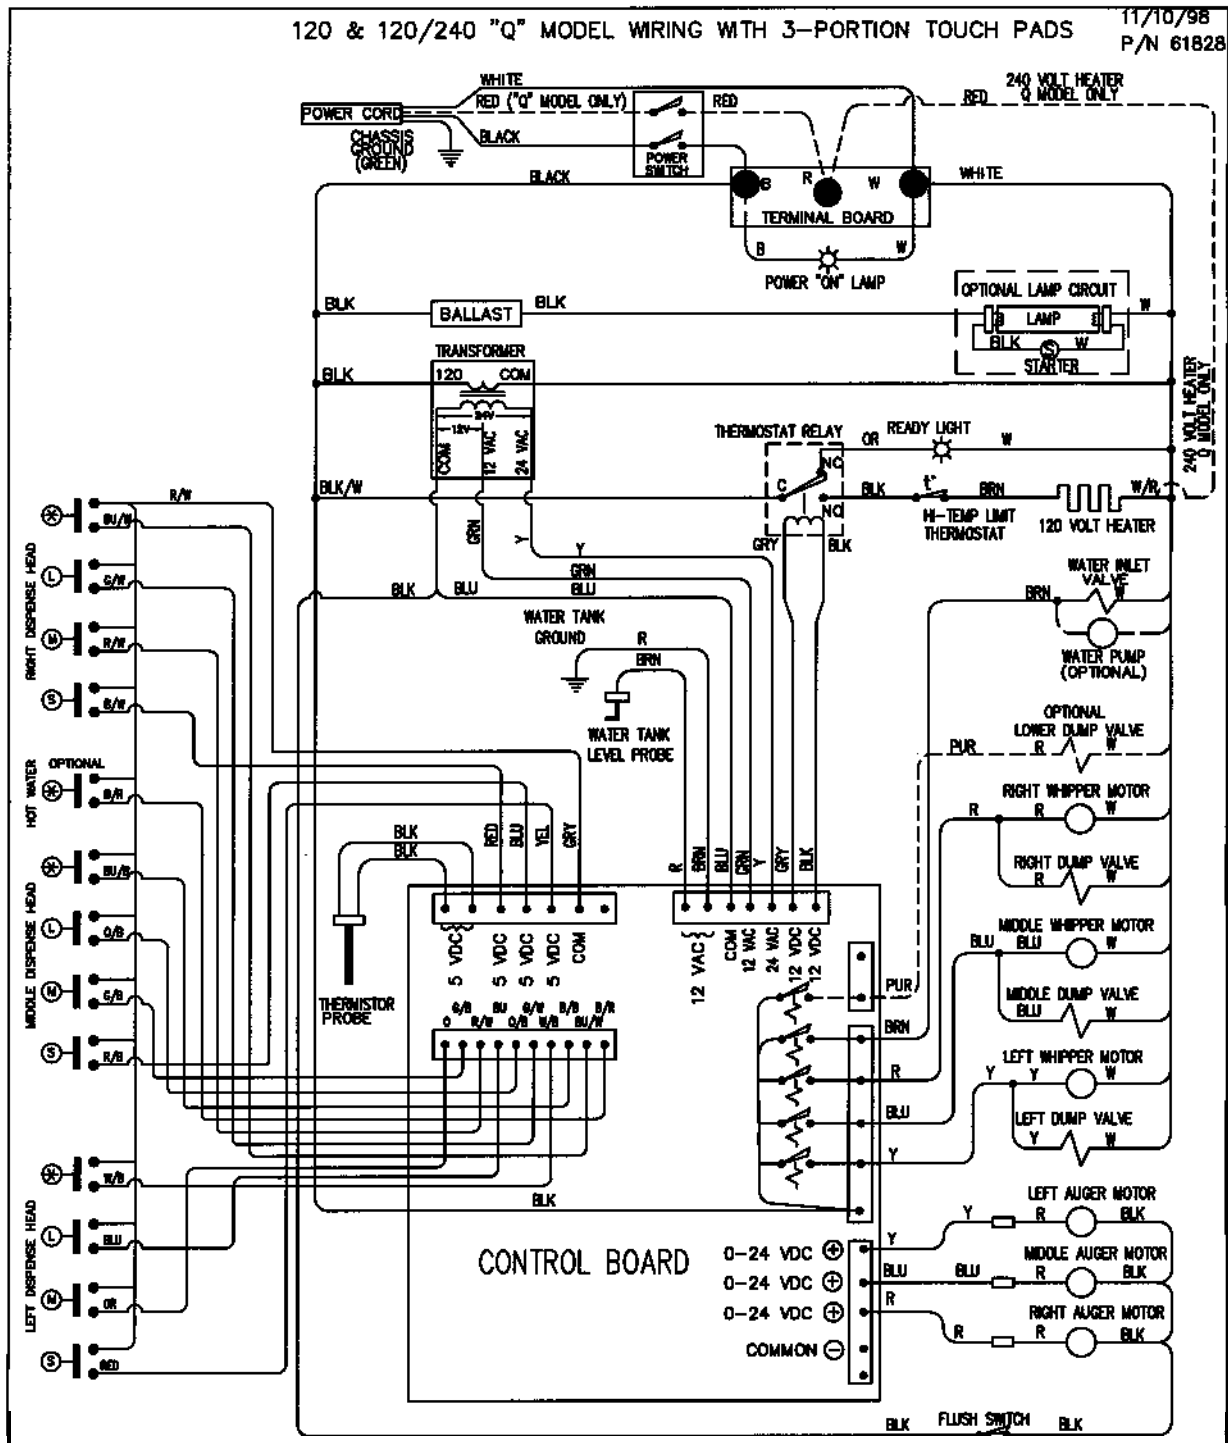 120 & 120/240 "Q" MODEL WIRING WITH 3-PORTION TOUCH PADS
11/10/98
P/N 61828
WHITE
RED ("Q" MODEL ONLY)
RED
240 VOLT HEATER
Q MODEL ONLY
RED
POWER CORD
CHASSIS
GROUND
(GREEN)
BLACK
POWER
SWITCH
BLACK
B
R
W
WHITE
TERMINAL BOARD
B
W
POWER "ON" LAMP
OPTIONAL LAMP CIRCUIT
BLK
BALLAST
BLK
LAMP
W
BLK
S
W
STARTER
TRANSFORMER
BLK
120
COM
24V
12V
COM
12 VAC
24 VAC
240 VOLT HEATER
Q MODEL ONLY
THERMOSTAT RELAY
OR
READY LIGHT
W
NC
BLK/W
C
BLK
t°
BRN
W/R
NO
HI-TEMP LIMIT
THERMOSTAT
120 VOLT HEATER
GRN
Y
GRY
BLK
Y
GRN
BLK
BLU
BLU
WATER INLET
VALVE
BRN
W
WATER PUMP
(OPTIONAL)
WATER TANK
GROUND
R
BRN
WATER TANK
LEVEL PROBE
OPTIONAL
LOWER DUMP VALVE
PUR
R
W
RIGHT WHIPPER MOTOR
R
R
W
RIGHT DUMP VALVE
R
W
MIDDLE WHIPPER MOTOR
BLU
BLU
W
MIDDLE DUMP VALVE
BLU
W
LEFT WHIPPER MOTOR
Y
Y
W
LEFT DUMP VALVE
Y
W
RIGHT DISPENSE HEAD
R/W
BU/W
L
G/W
M
R/W
S
B/W
HOT WATER
OPTIONAL
B/R
MIDDLE DISPENSE HEAD
BU/B
L
O/B
M
G/B
S
R/B
LEFT DISPENSE HEAD
W/B
L
BLU
M
OR
S
RED
BLK
BLK
RED
BLU
YEL
GRY
R
BRN
BLU
GRN
Y
GRY
BLK
5 VDC
5 VDC
5 VDC
5 VDC
COM
12 VAC
COM
12 VAC
24 VAC
12 VDC
12 VDC
THERMISTOR
PROBE
G/B
BU
G/W
B/B
B/R
O
R/W
O/B
W/B
BU/W
PUR
BRN
R
BLU
Y
BLK
CONTROL BOARD
0-24 VDC
0-24 VDC
0-24 VDC
COMMON
Y
BLU
R
LEFT AUGER MOTOR
Y
R
BLK
MIDDLE AUGER MOTOR
BLU
R
BLK
RIGHT AUGER MOTOR
R
R
BLK
BLK
FLUSH SWITCH
BLK